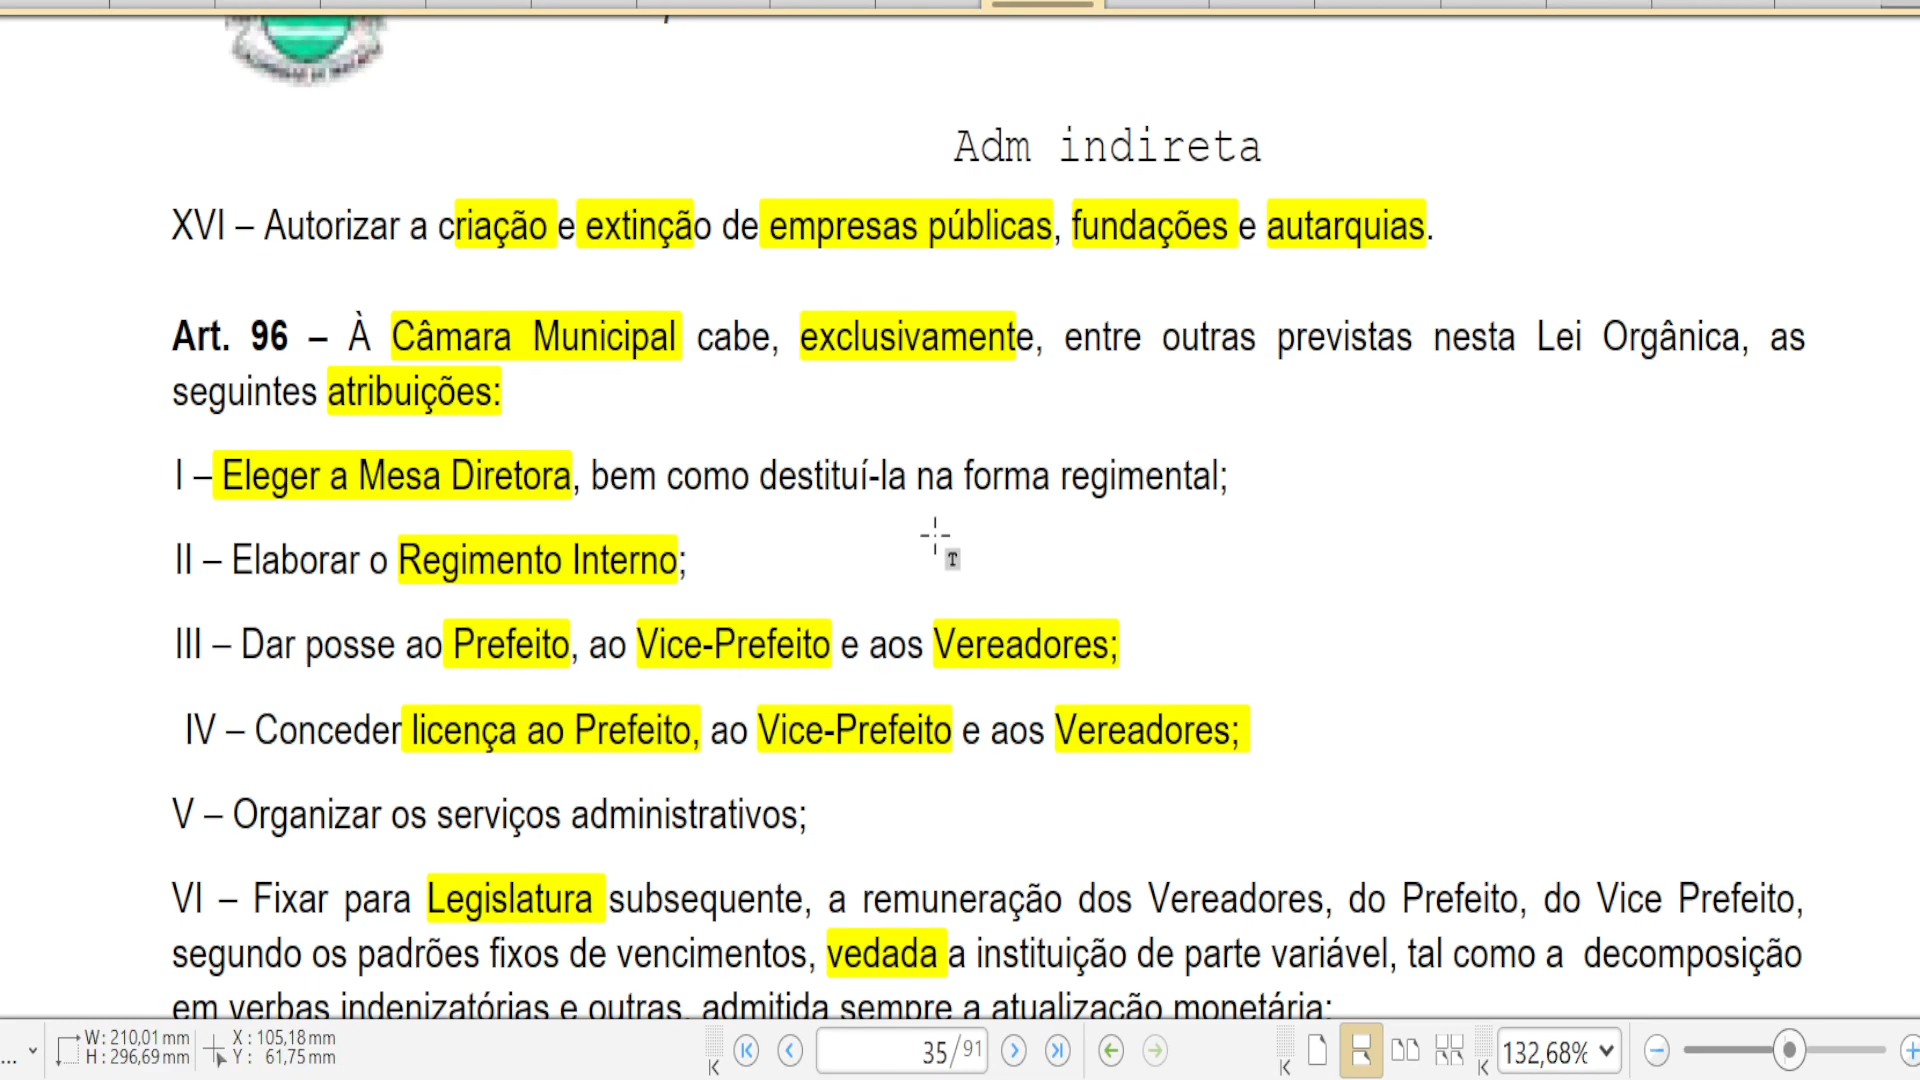 Adm indireta
XVI – Autorizar a criação e extinção de empresas públicas, fundações e autarquias.
Art. 96 – À Câmara Municipal cabe, exclusivamente, entre outras previstas nesta Lei Orgânica, as
seguintes atribuições:
I – Eleger a Mesa Diretora, bem como destituí-la na forma regimental;
II – Elaborar o Regimento Interno;
III – Dar posse ao Prefeito, ao Vice-Prefeito e aos Vereadores;
IV – Conceder licença ao Prefeito, ao Vice-Prefeito e aos Vereadores;
V – Organizar os serviços administrativos;
VI – Fixar para Legislatura subsequente, a remuneração dos Vereadores, do Prefeito, do Vice Prefeito,
segundo os padrões fixos de vencimentos, vedada a instituição de parte variável, tal como a decomposição
em verbas indenizatórias e outras, admitida sempre a atualização monetária;
... W: 210,01 mm X : 105,18 mm 35/91 132,68%
H : 296,69 mm Y : 61,75 mm